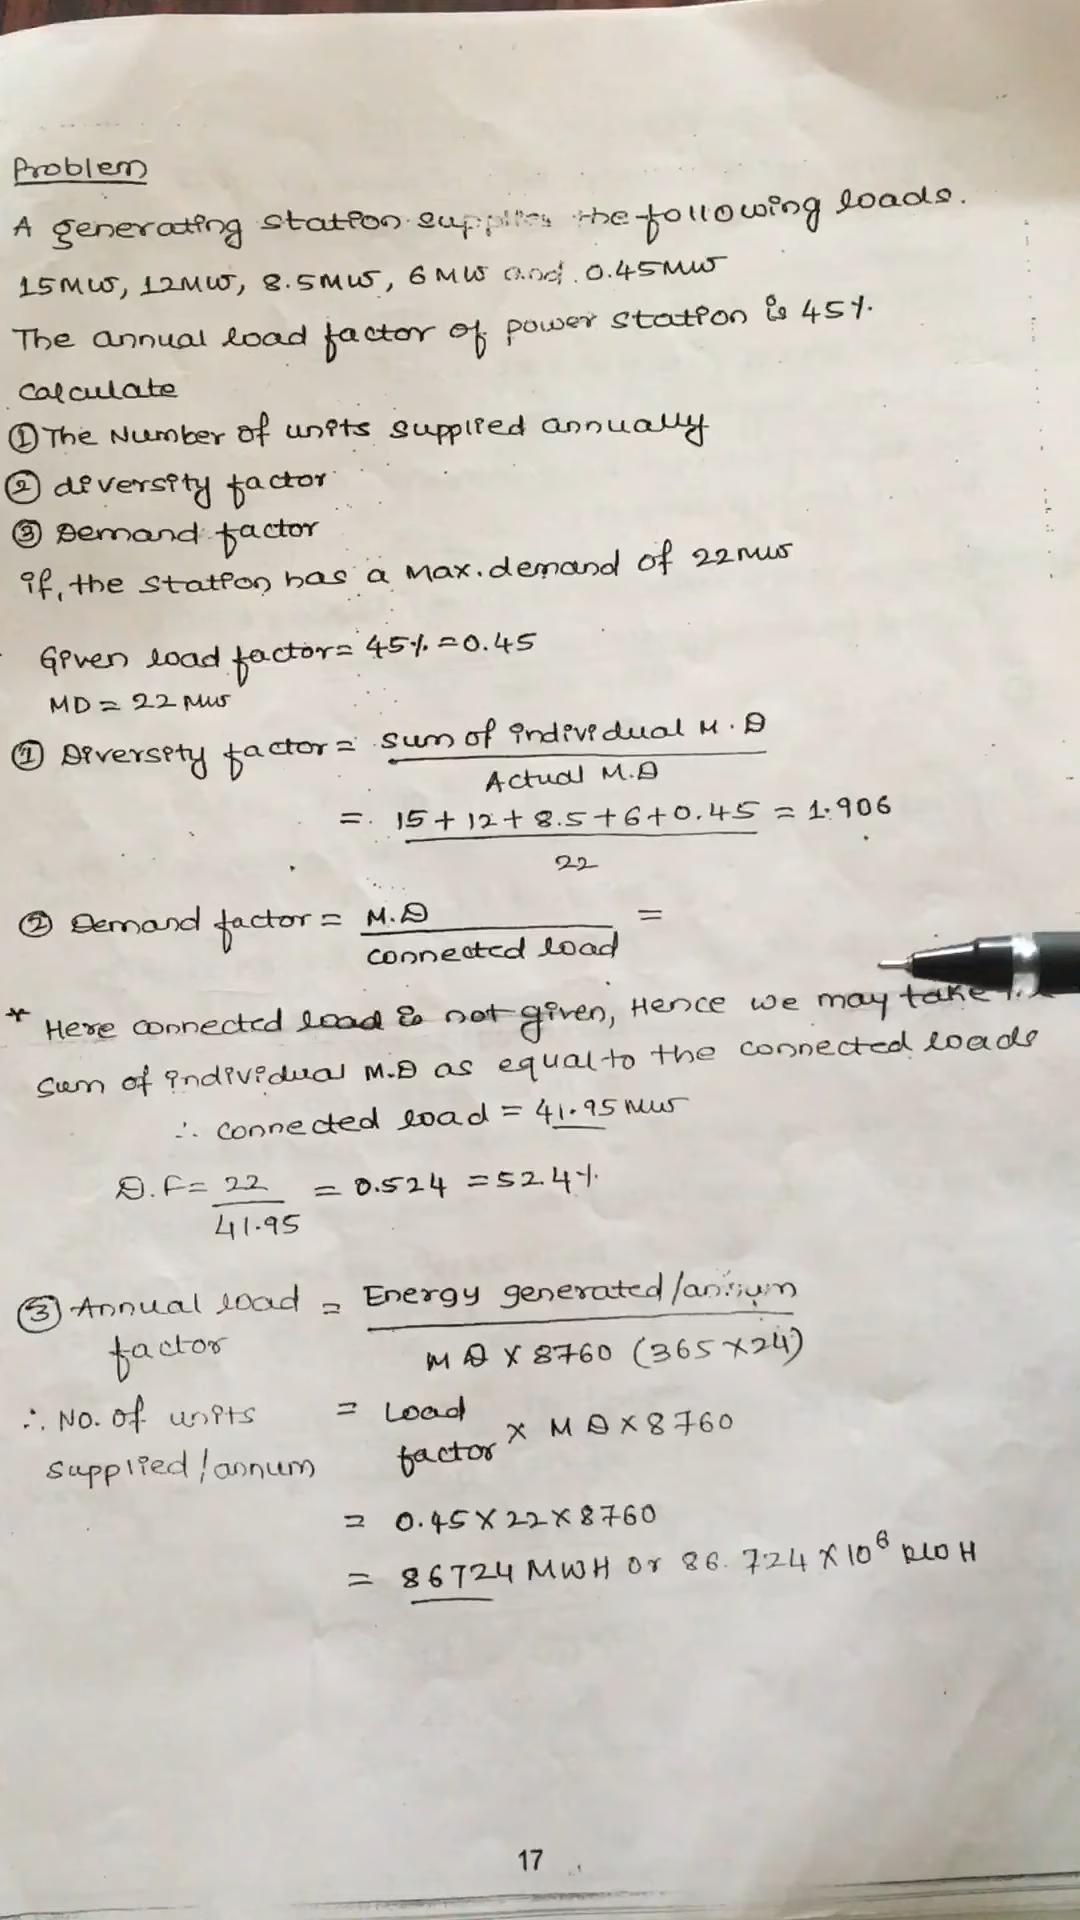 Problem
A generating station supplies the following loads.
15MW, 12MW, 8.5MW, 6 MW and 0.45MW
The annual load factor of power station is 45%.
Calculate
① The Number of units supplied annually
② diversity factor
③ Demand factor
if, the station has a max. demand of 22MW
Given load factor = 45% = 0.45
MD = 22 MW
① Diversity factor = sum of individual M.D
Actual M.D
= 15 + 12 + 8.5 + 6 + 0.45 = 1.906
22
② Demand factor = M.D =
connected load
* Here connected load is not given, Hence we may take
sum of individual M.D as equal to the connected loads
∴ connected load = 41.95 MW
D.F = 22 = 0.524 = 52.4%
41.95
③ Annual load factor = Energy generated/annum
MD X 8760 (365 X 24)
∴ No. of units supplied/annum = Load factor X MD X 8760
= 0.45 X 22 X 8760
= 86724 MWH or 86.724 X 10⁶ KWH
17